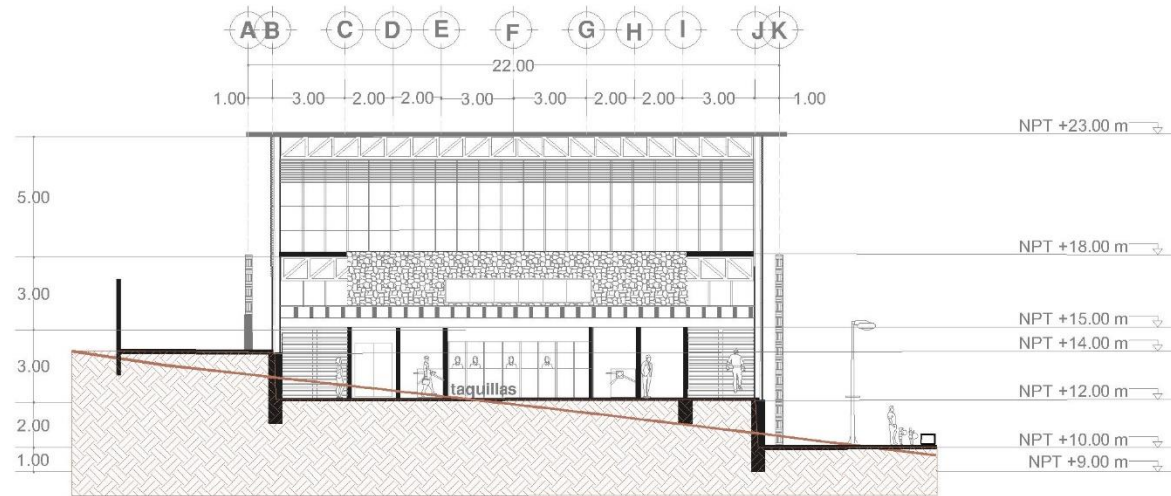 A B C D E F G H I J K
22.00
1.00 3.00 2.00 2.00 3.00 3.00 2.00 2.00 3.00 1.00
NPT +23.00 m
5.00
NPT +18.00 m
3.00
NPT +15.00 m
NPT +14.00 m
3.00
taquillas
NPT +12.00 m
2.00
NPT +10.00 m
1.00
NPT +9.00 m